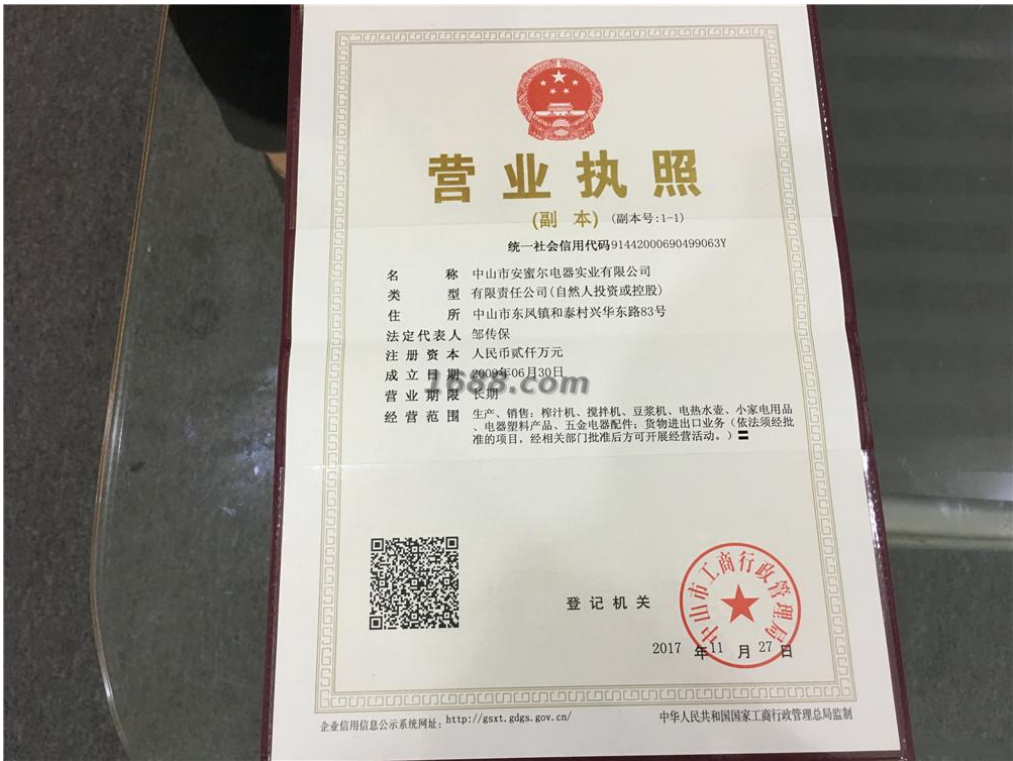 营业执照
(副 本) (副本号:1-1)
统一社会信用代码91442000690499063Y
名 称 中山市安蜜尔电器实业有限公司
类 型 有限责任公司(自然人投资或控股)
住 所 中山市东凤镇和泰村兴华东路83号
法定代表人 邹传保
注册资本 人民币贰仟万元
成立日期 2009年06月30日
1688.com
营业期限 长期
经营范围 生产、销售：榨汁机、搅拌机、豆浆机、电热水壶、小家电用品
、电器塑料产品、五金电器配件；货物进出口业务（依法须经批
准的项目，经相关部门批准后方可开展经营活动。）〓
登记机关
中山市工商行政管理局
2017 年11 月 27 日
企业信用信息公示系统网址：http://gsxt.gdgs.gov.cn/
中华人民共和国国家工商行政管理总局监制